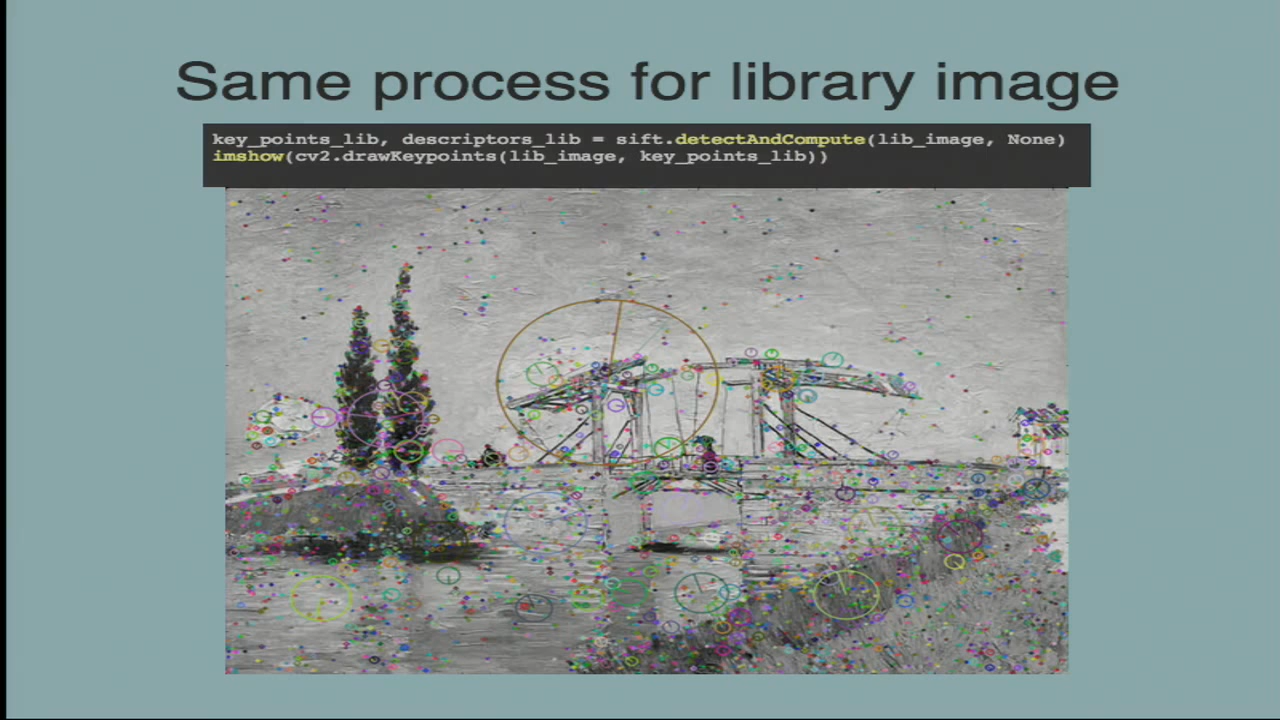 Same process for library image
key_points_lib, descriptors_lib = sift.detectAndCompute(lib_image, None)
imshow(cv2.drawKeypoints(lib_image, key_points_lib))